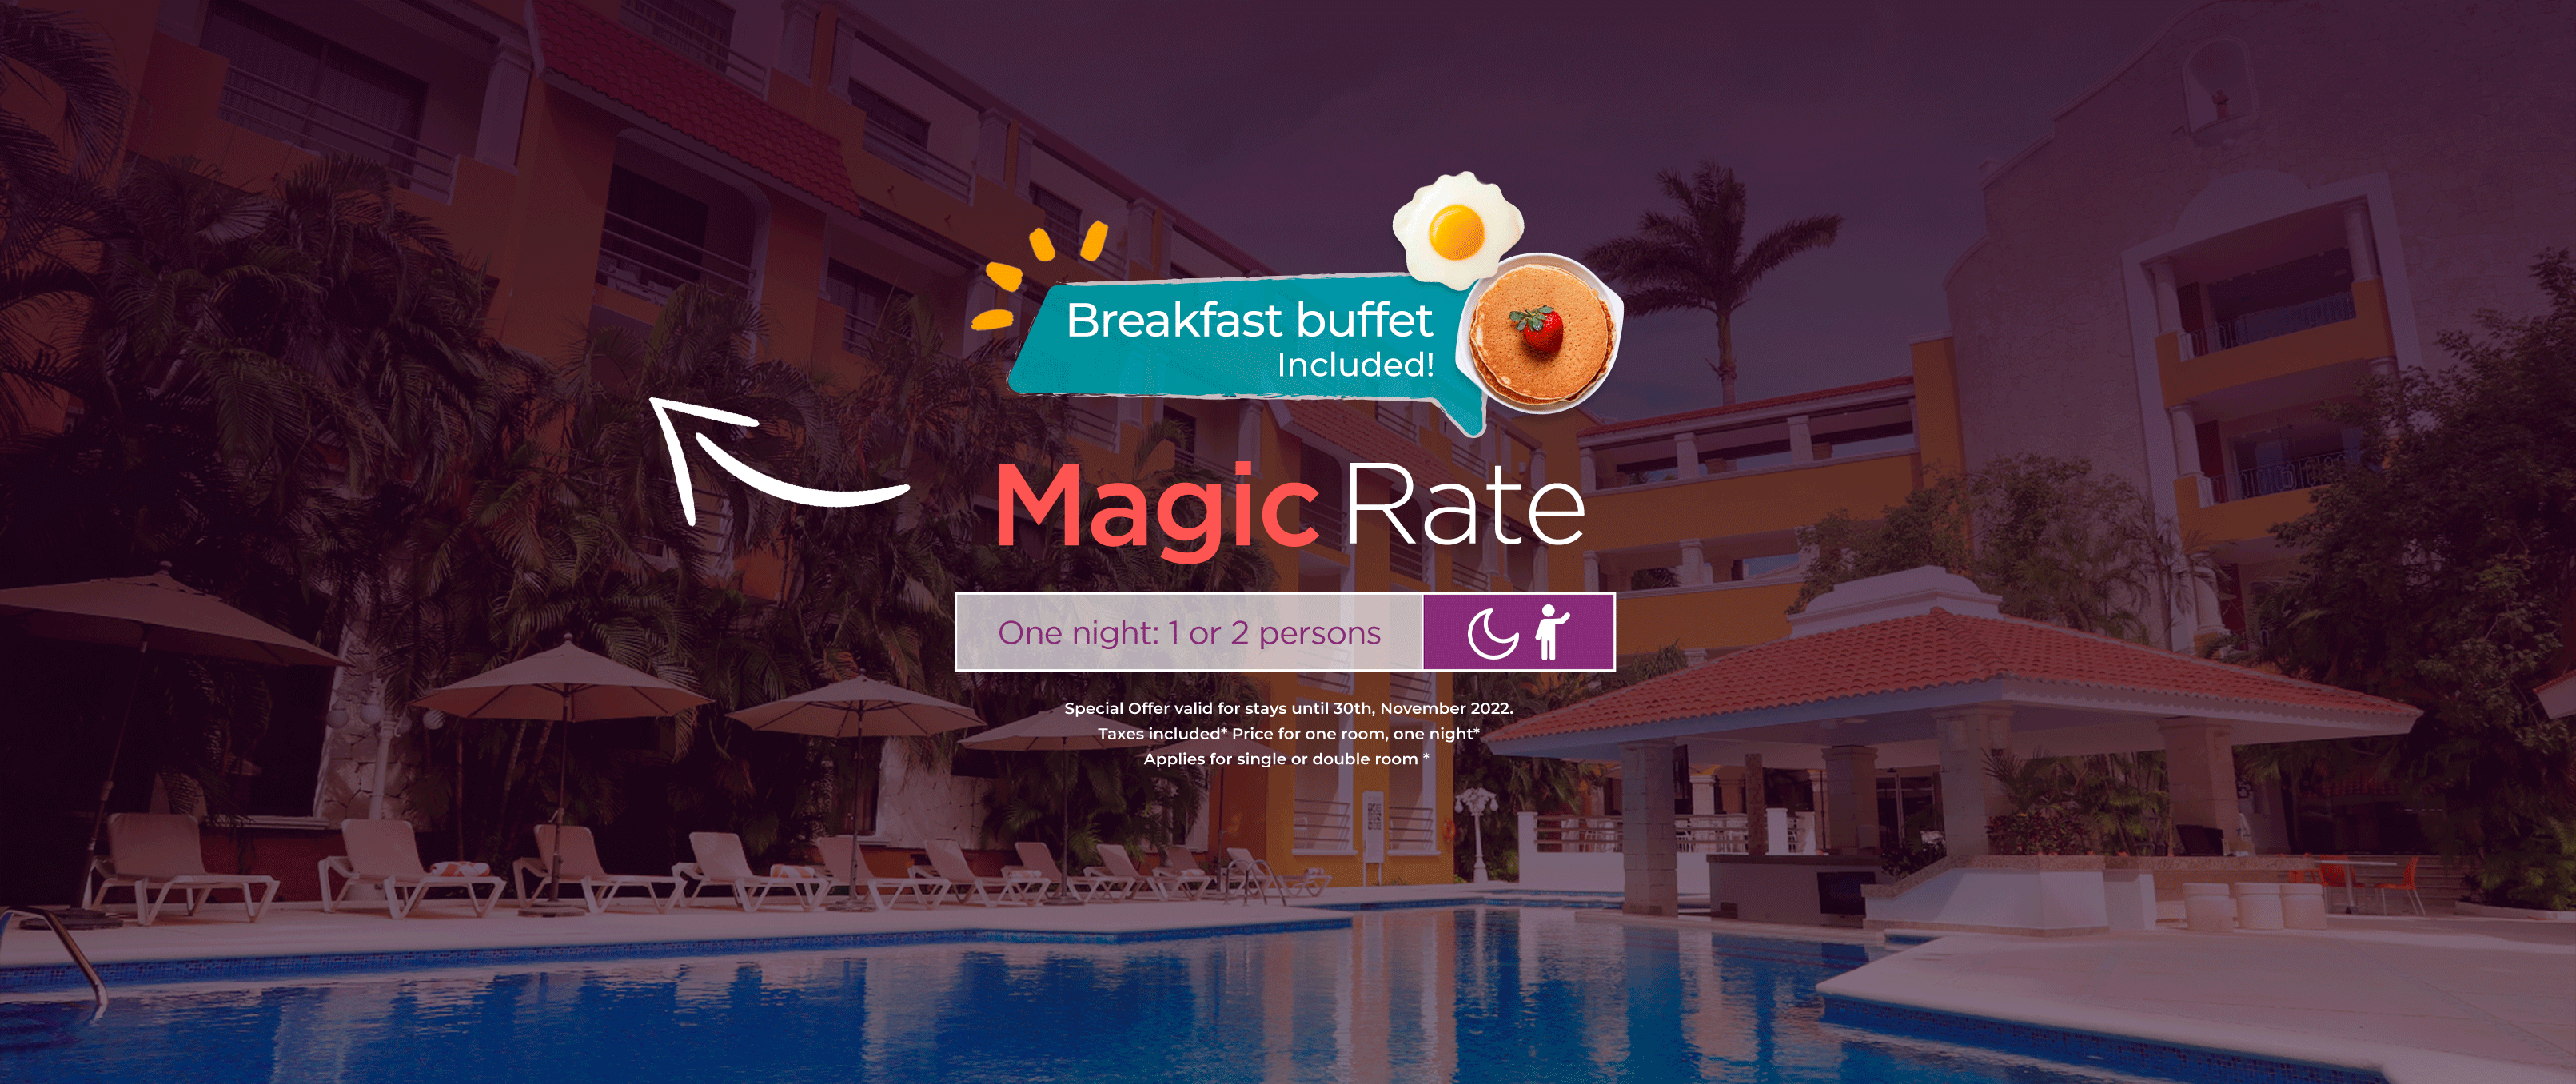 Breakfast buffet
Included!
Magic Rate
One night: 1 or 2 persons
Special Offer valid for stays until 30th, November 2022.
Taxes included* Price for one room, one night*
Applies for single or double room *